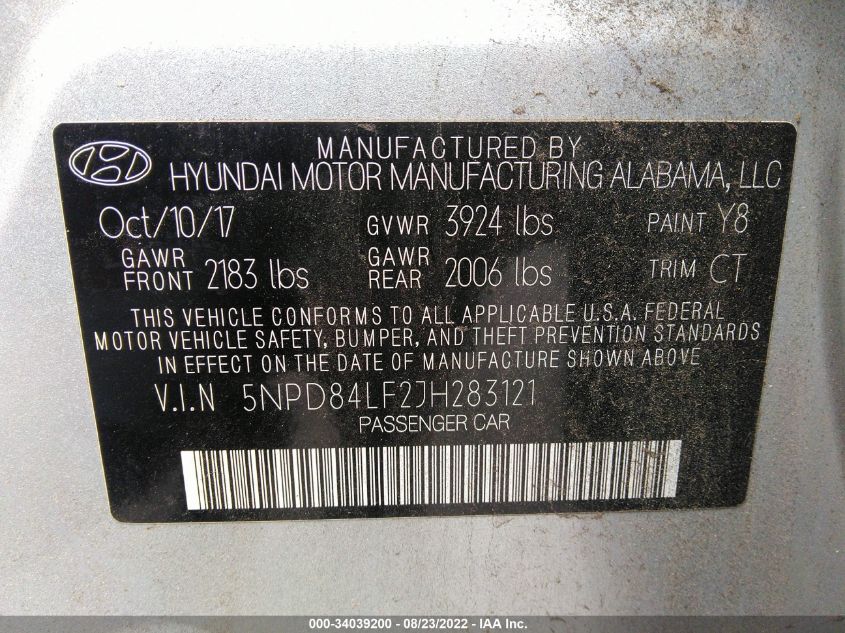 MANUFACTURED BY
HYUNDAI MOTOR MANUFACTURING ALABAMA, LLC
Oct/10/17 GVWR 3924 lbs PAINT Y8
GAWR FRONT 2183 lbs GAWR REAR 2006 lbs TRIM CT
THIS VEHICLE CONFORMS TO ALL APPLICABLE U.S.A. FEDERAL
MOTOR VEHICLE SAFETY, BUMPER, AND THEFT PREVENTION STANDARDS
IN EFFECT ON THE DATE OF MANUFACTURE SHOWN ABOVE
V.I.N 5NPD84LF2JH283121
PASSENGER CAR
000-34039200 - 08/23/2022 - IAA Inc.